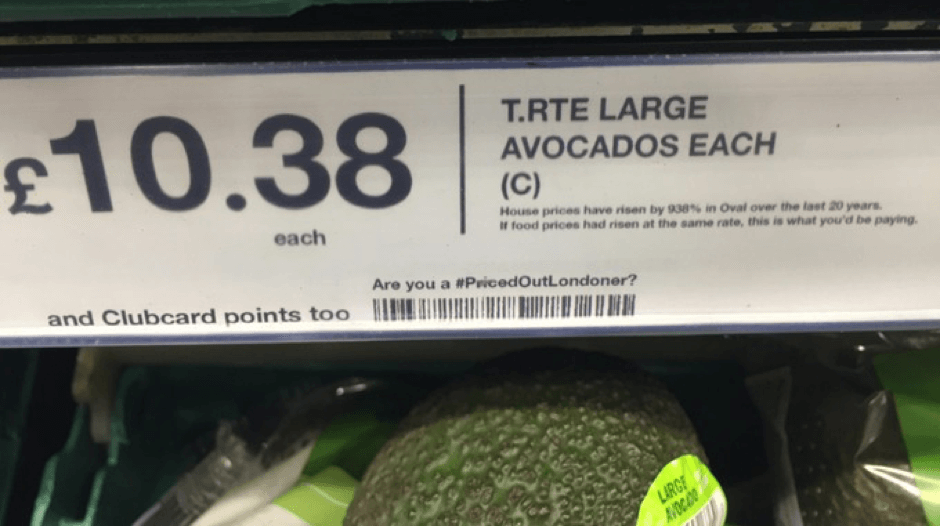 £10.38
each
T.RTE LARGE
AVOCADOS EACH
(C)
House prices have risen by 938% in Oval over the last 20 years.
If food prices had risen at the same rate, this is what you'd be paying.
Are you a #PricedOutLondoner?
and Clubcard points too
LARGE
AVOCADO